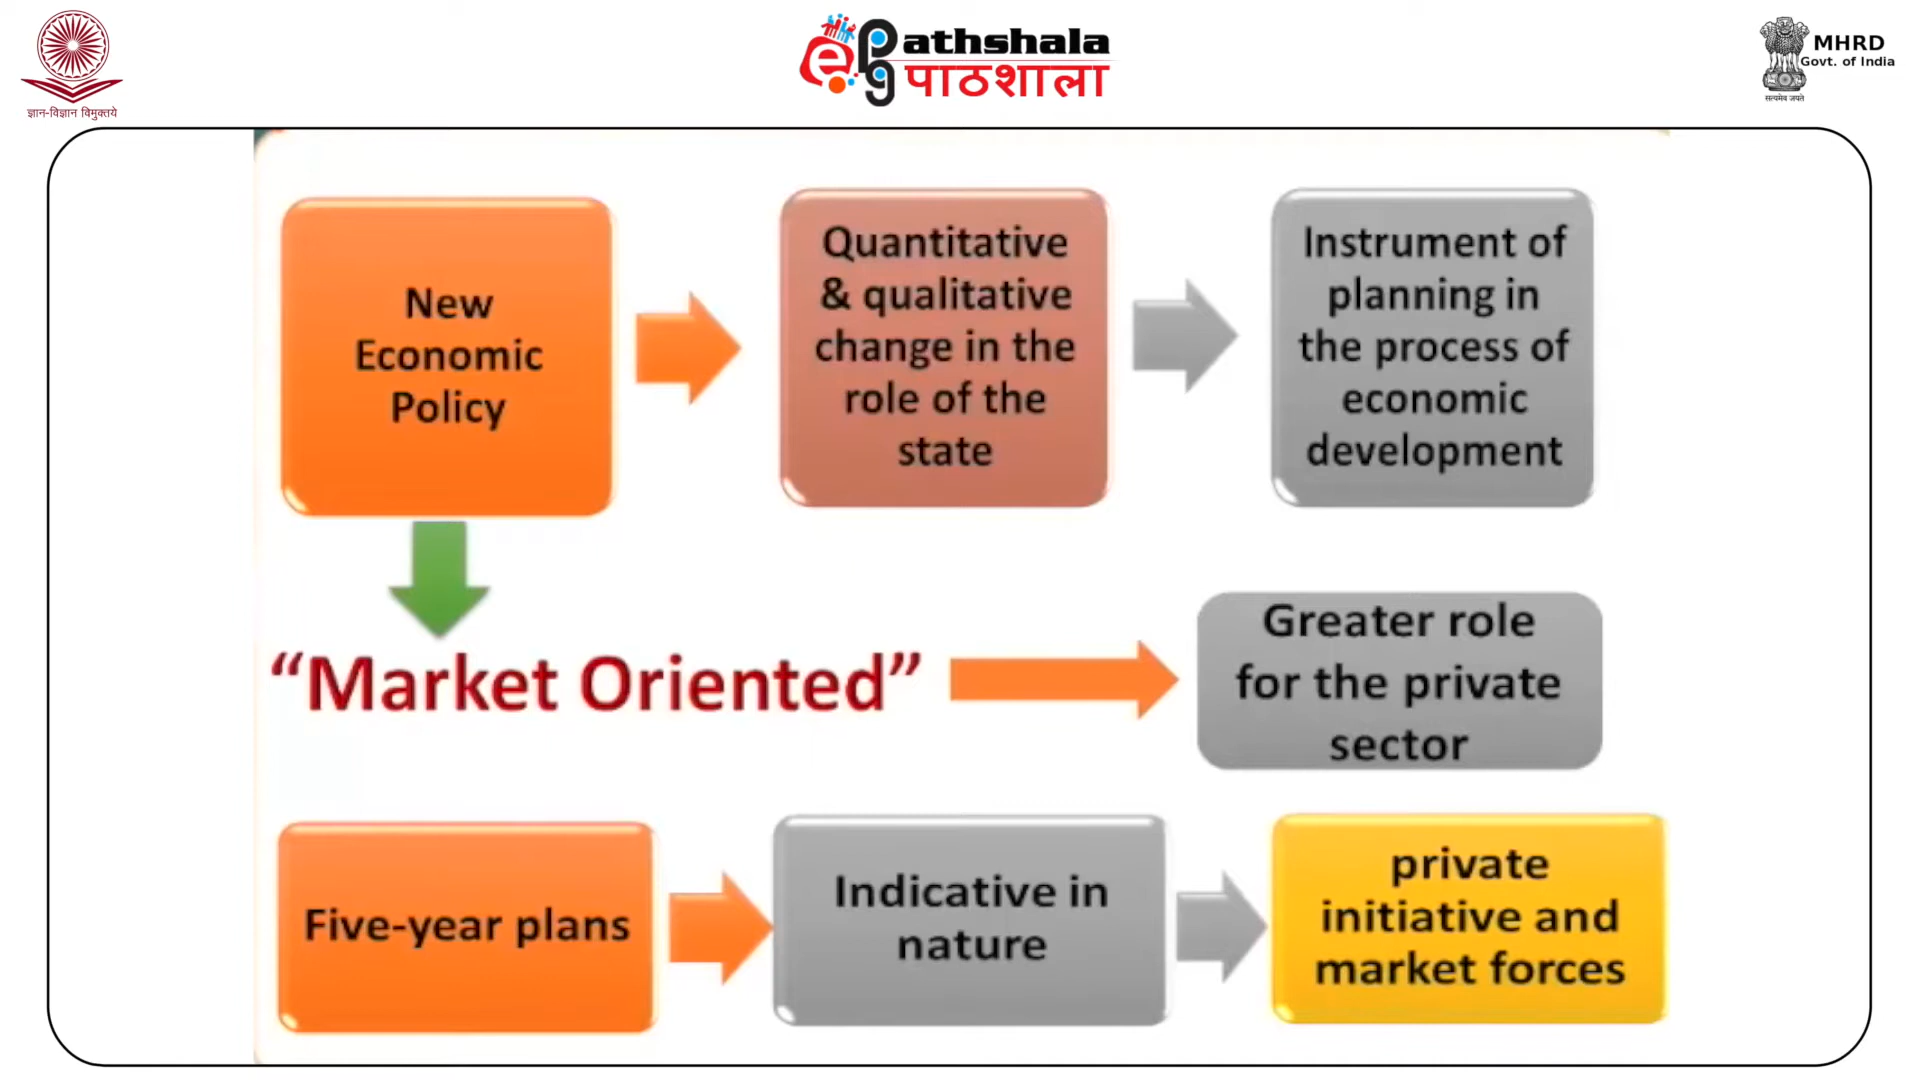 ज्ञान-विज्ञान विमुक्तये
ePGathshala
पाठशाला
MHRD
Govt. of India
सत्यमेव जयते
New
Economic
Policy
Quantitative
& qualitative
change in the
role of the
state
Instrument of
planning in
the process of
economic
development
“Market Oriented”
Greater role
for the private
sector
Five-year plans
Indicative in
nature
private
initiative and
market forces